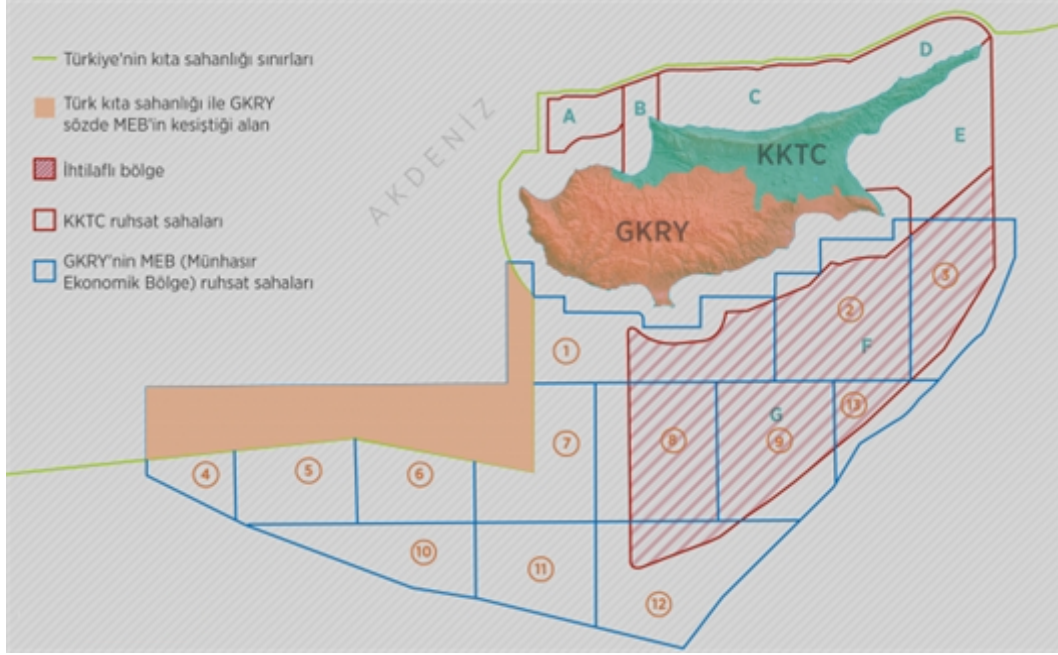 Türkiye'nin kıta sahanlığı sınırları
Türk kıta sahanlığı ile GKRY
sözde MEB'in kesiştiği alan
İhtilaflı bölge
KKTC ruhsat sahaları
GKRY'nin MEB (Münhasır
Ekonomik Bölge) ruhsat sahaları
AKDENİZ
A
B
C
D
E
KKTC
GKRY
3
2
F
1
G
13
7
8
9
4
5
6
10
11
12